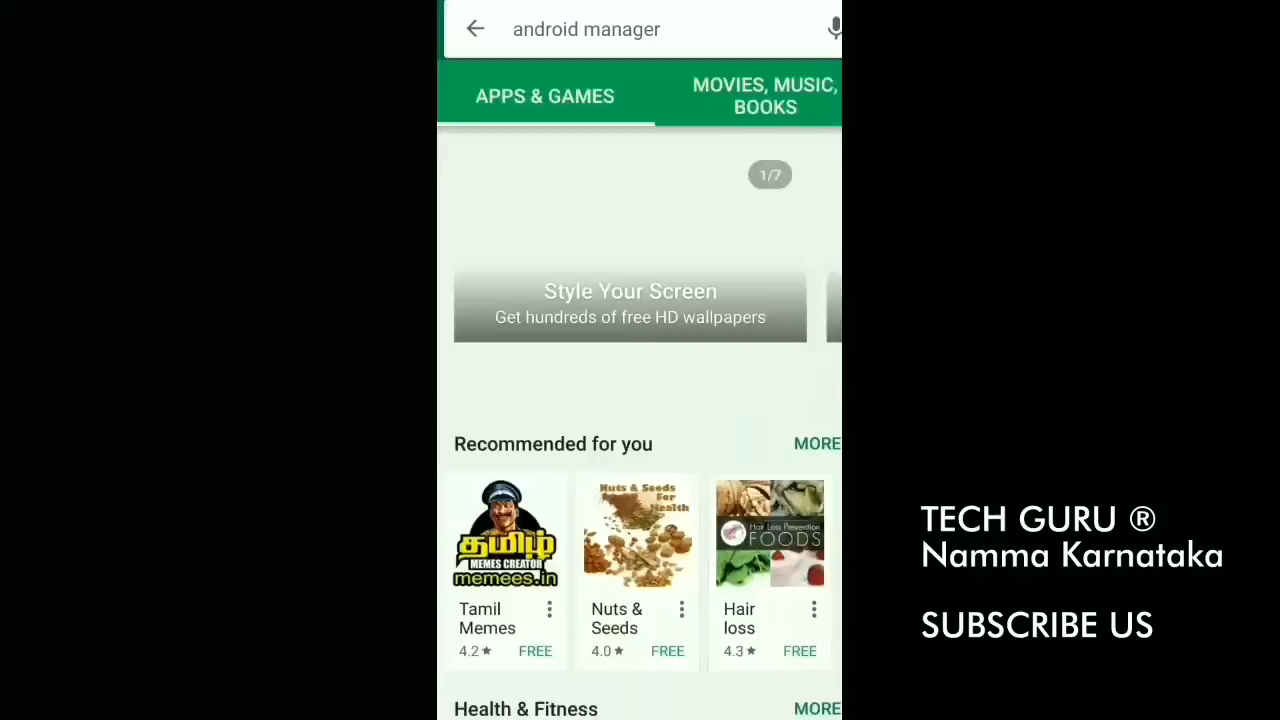 android manager
APPS & GAMES
MOVIES, MUSIC,
BOOKS
1/7
Style Your Screen
Get hundreds of free HD wallpapers
Recommended for you
MORE
தமிழ்
MEMES CREATOR
memees.in
Nuts & Seeds
For
Health
Hair Loss Prevention
FOODS
Tamil
Memes
4.2★
FREE
Nuts &
Seeds
4.0★
FREE
Hair
loss
4.3★
FREE
Health & Fitness
MORE
TECH GURU ®
Namma Karnataka
SUBSCRIBE US